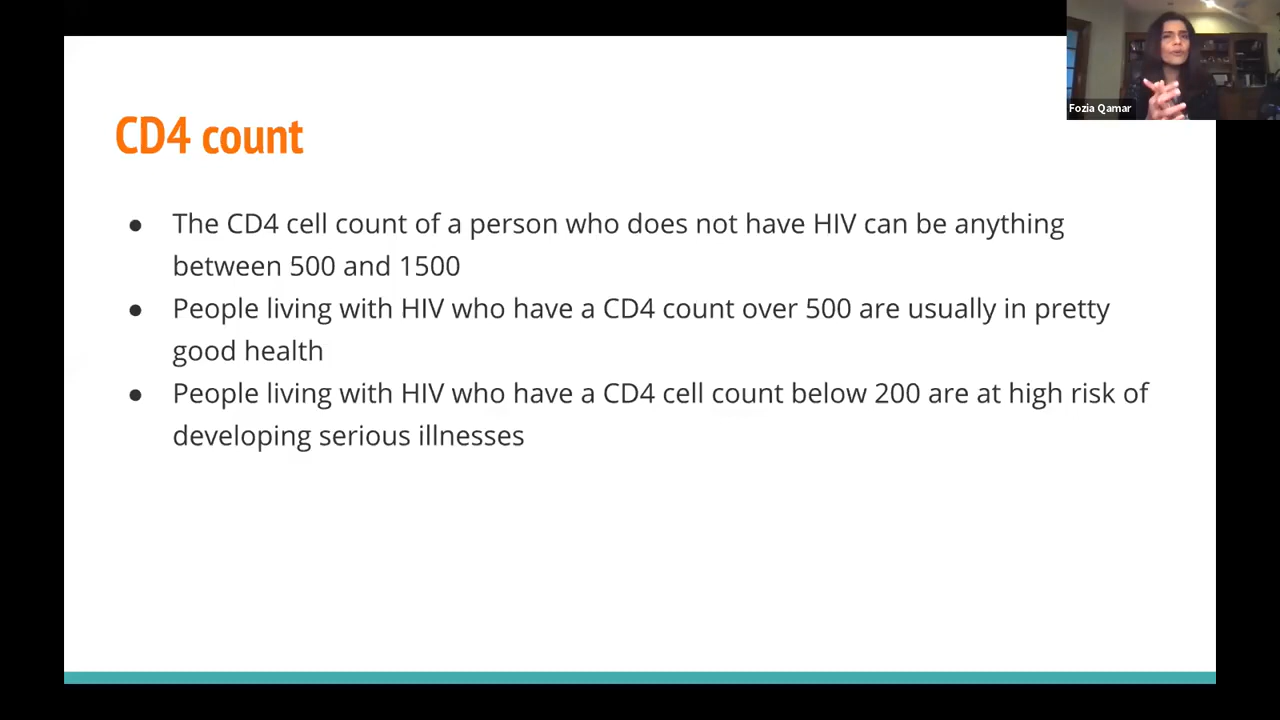 Fozia Qamar
CD4 count
● The CD4 cell count of a person who does not have HIV can be anything
between 500 and 1500
● People living with HIV who have a CD4 count over 500 are usually in pretty
good health
● People living with HIV who have a CD4 cell count below 200 are at high risk of
developing serious illnesses